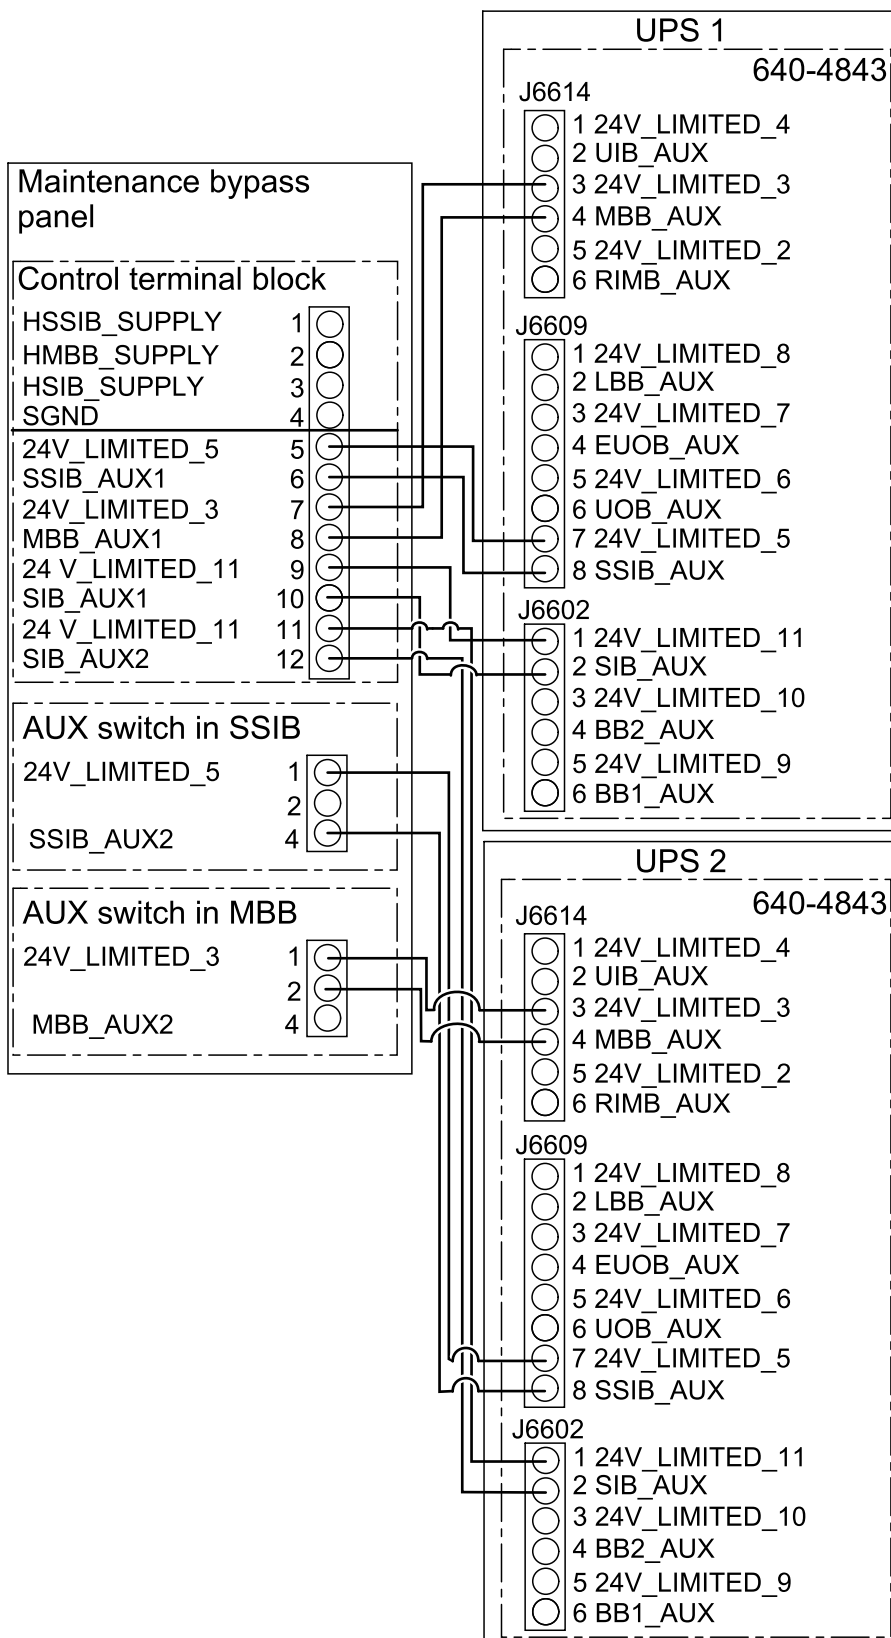 Maintenance bypass
panel
Control terminal block
HSSIB_SUPPLY 1
HMBB_SUPPLY 2
HSIB_SUPPLY 3
SGND 4
24V_LIMITED_5 5
SSIB_AUX1 6
24V_LIMITED_3 7
MBB_AUX1 8
24 V_LIMITED_11 9
SIB_AUX1 10
24 V_LIMITED_11 11
SIB_AUX2 12
AUX switch in SSIB
24V_LIMITED_5 1
2
SSIB_AUX2 4
AUX switch in MBB
24V_LIMITED_3 1
2
MBB_AUX2 4
UPS 1
640-4843
J6614
1 24V_LIMITED_4
2 UIB_AUX
3 24V_LIMITED_3
4 MBB_AUX
5 24V_LIMITED_2
6 RIMB_AUX
J6609
1 24V_LIMITED_8
2 LBB_AUX
3 24V_LIMITED_7
4 EUOB_AUX
5 24V_LIMITED_6
6 UOB_AUX
7 24V_LIMITED_5
8 SSIB_AUX
J6602
1 24V_LIMITED_11
2 SIB_AUX
3 24V_LIMITED_10
4 BB2_AUX
5 24V_LIMITED_9
6 BB1_AUX
UPS 2
640-4843
J6614
1 24V_LIMITED_4
2 UIB_AUX
3 24V_LIMITED_3
4 MBB_AUX
5 24V_LIMITED_2
6 RIMB_AUX
J6609
1 24V_LIMITED_8
2 LBB_AUX
3 24V_LIMITED_7
4 EUOB_AUX
5 24V_LIMITED_6
6 UOB_AUX
7 24V_LIMITED_5
8 SSIB_AUX
J6602
1 24V_LIMITED_11
2 SIB_AUX
3 24V_LIMITED_10
4 BB2_AUX
5 24V_LIMITED_9
6 BB1_AUX